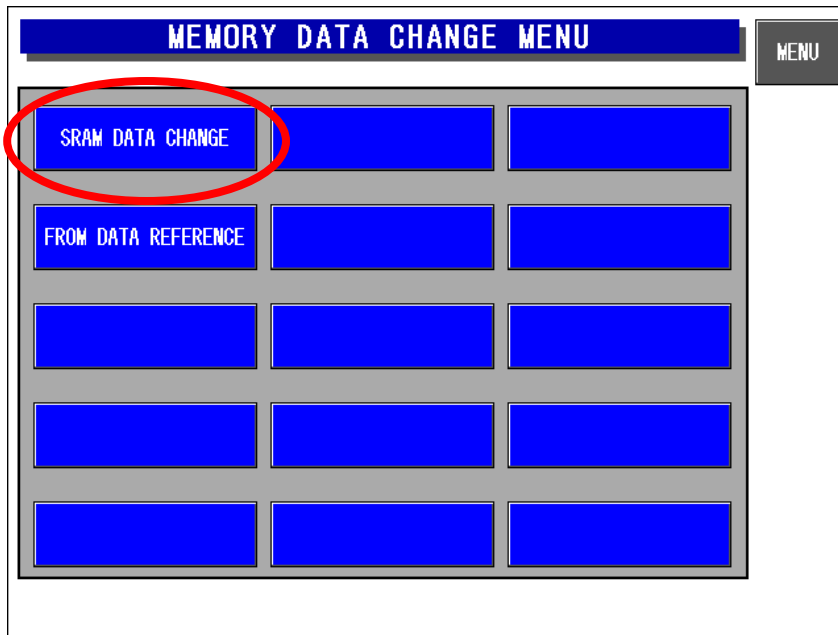 MEMORY DATA CHANGE MENU
MENU
SRAM DATA CHANGE
FROM DATA REFERENCE